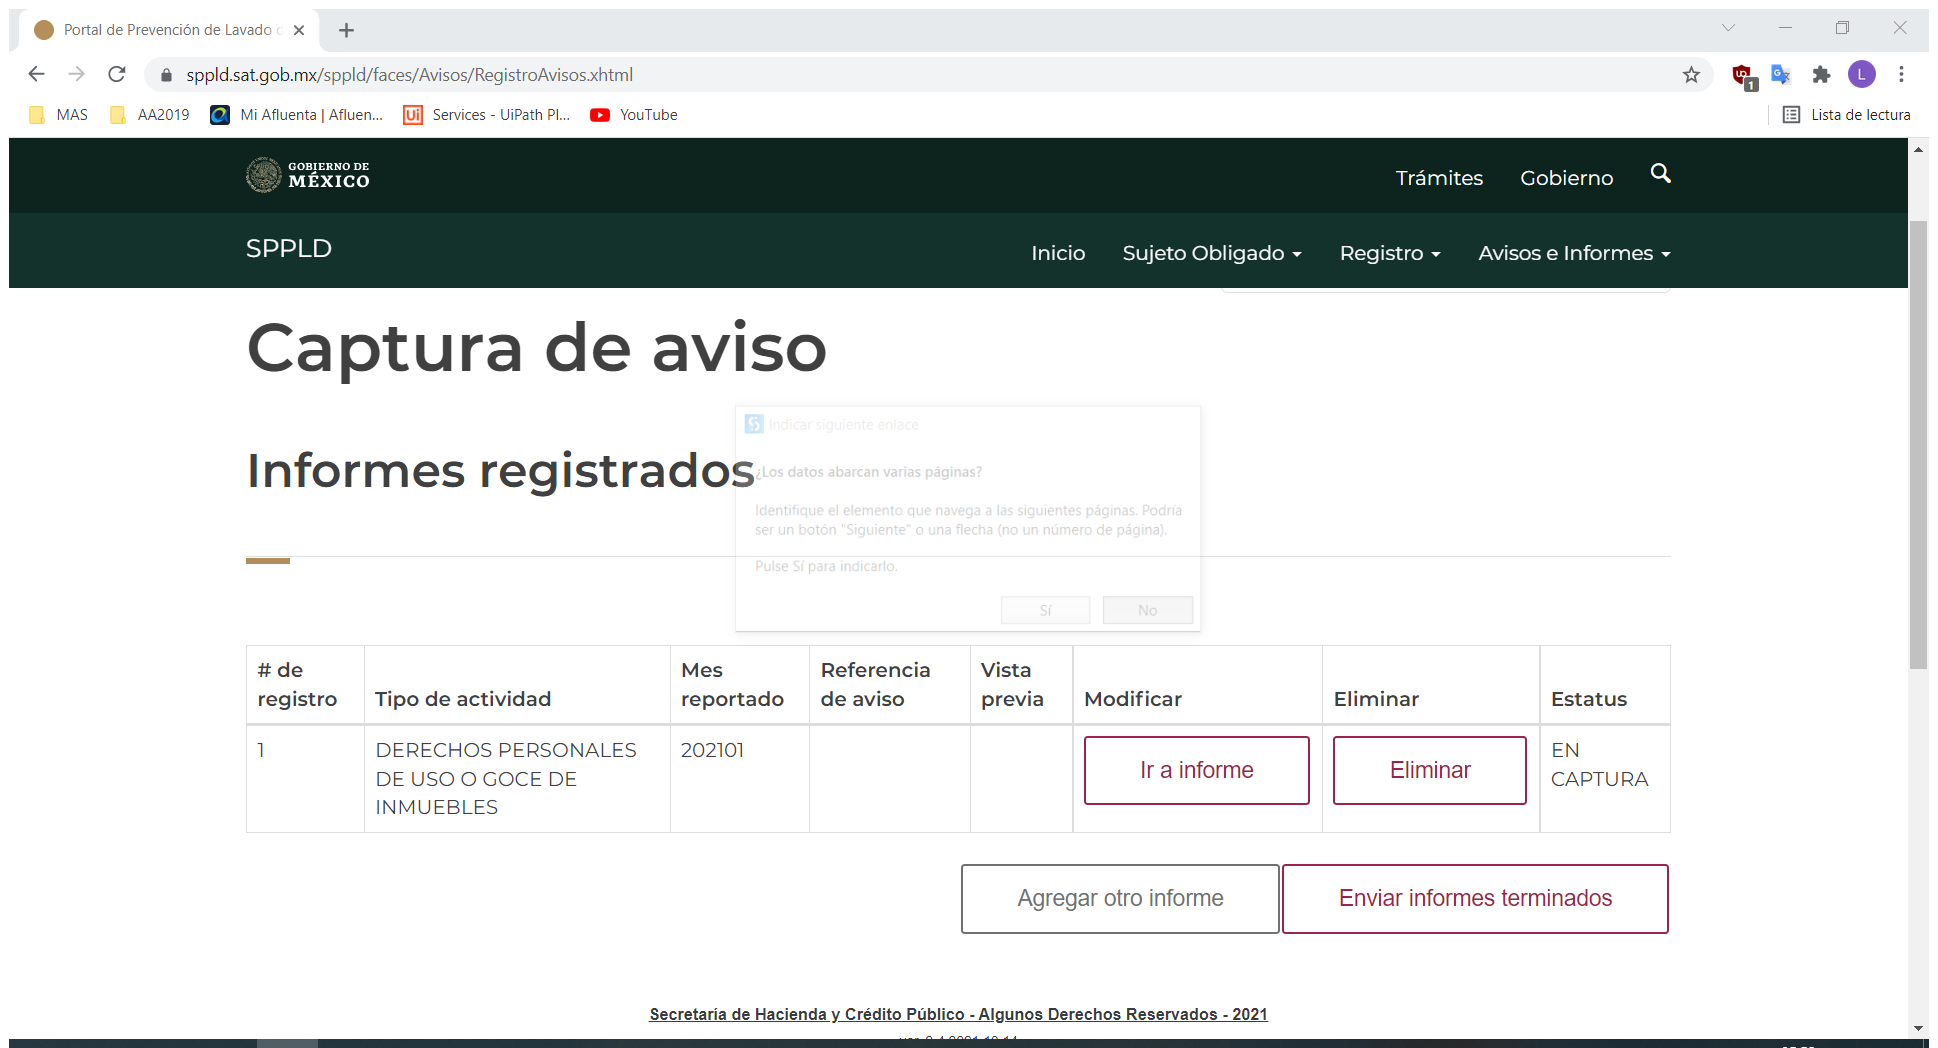 Portal de Prevención de Lavado
sppld.sat.gob.mx/sppld/faces/Avisos/RegistroAvisos.xhtml
1
L
MAS
AA2019
Mi Afluenta | Afluen...
Ui
Services - UiPath Pl...
YouTube
Lista de lectura
GOBIERNO DE
MÉXICO
Trámites
Gobierno
SPPLD
Inicio
Sujeto Obligado
Registro
Avisos e Informes
Captura de aviso
Indicar siguiente enlace
Informes registrados
¿Los datos abarcan varias páginas?
Identifique el elemento que navega a las siguientes páginas. Podría
ser un botón "Siguiente" o una flecha (no un número de página).
Pulse Sí para indicarlo.
Sí
No
# de
registro
Tipo de actividad
Mes
reportado
Referencia
de aviso
Vista
previa
Modificar
Eliminar
Estatus
1
DERECHOS PERSONALES
DE USO O GOCE DE
INMUEBLES
202101
Ir a informe
Eliminar
EN
CAPTURA
Agregar otro informe
Enviar informes terminados
Secretaría de Hacienda y Crédito Público - Algunos Derechos Reservados - 2021